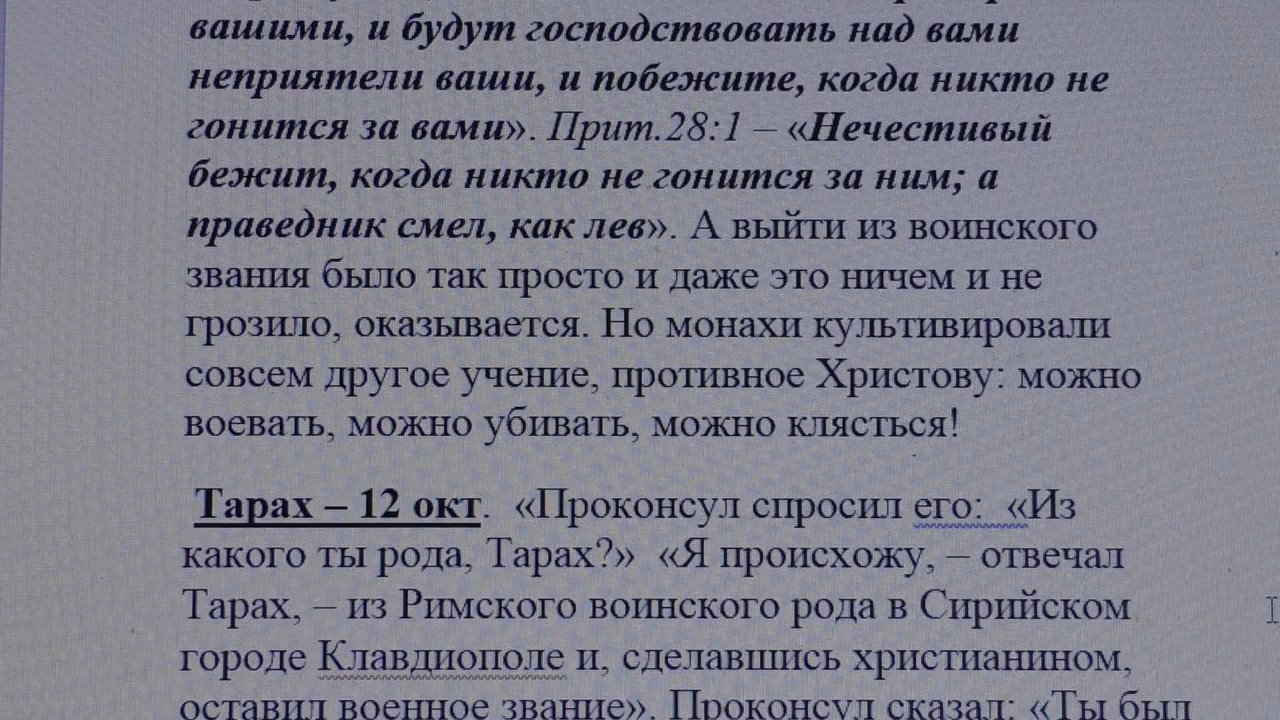 вашими, и будут господствовать над вами
неприятели ваши, и побежите, когда никто не
гонится за вами». Прит.28:1 – «Нечестивый
бежит, когда никто не гонится за ним; а
праведник смел, как лев». А выйти из воинского
звания было так просто и даже это ничем и не
грозило, оказывается. Но монахи культивировали
совсем другое учение, противное Христову: можно
воевать, можно убивать, можно клясться!
Тарах – 12 окт.  «Проконсул спросил его:  «Из
какого ты рода, Тарах?»  «Я происхожу, – отвечал
Тарах, – из Римского воинского рода в Сирийском
городе Клавдиополе и, сделавшись христианином,
оставил военное звание». Проконсул сказал: «Ты был